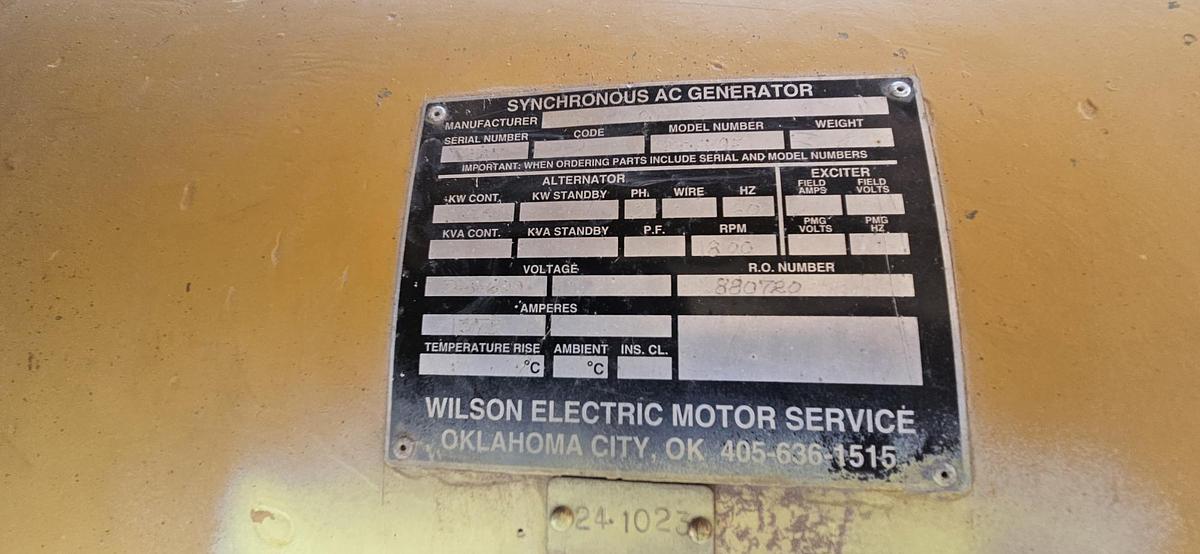 SYNCHRONOUS AC GENERATOR
MANUFACTURER
SERIAL NUMBER CODE MODEL NUMBER WEIGHT
IMPORTANT: WHEN ORDERING PARTS INCLUDE SERIAL AND MODEL NUMBERS
ALTERNATOR EXCITER
KW CONT. KW STANDBY PH. WIRE HZ FIELD AMPS FIELD VOLTS
KVA CONT. KVA STANDBY P.F. RPM PMG VOLTS PMG HZ
VOLTAGE R.O. NUMBER
880720
AMPERES
TEMPERATURE RISE AMBIENT INS. CL.
°C °C
WILSON ELECTRIC MOTOR SERVICE
OKLAHOMA CITY, OK 405-636-1515
24-1023